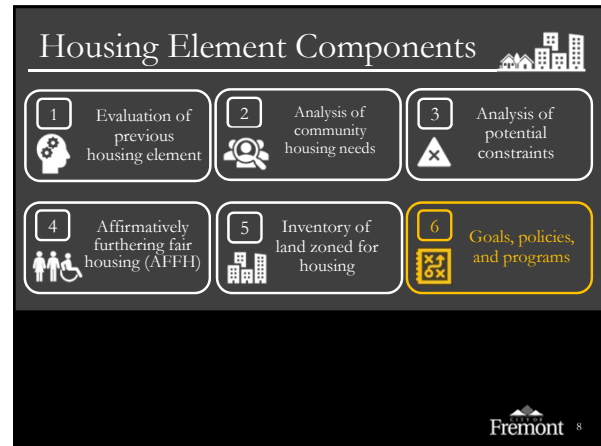 Housing Element Components
1
Evaluation of
previous
housing element
2
Analysis of
community
housing needs
3
Analysis of
potential
constraints
4
Affirmatively
furthering fair
housing (AFFH)
5
Inventory of
land zoned for
housing
6
Goals, policies,
and programs
CITY OF
Fremont
8